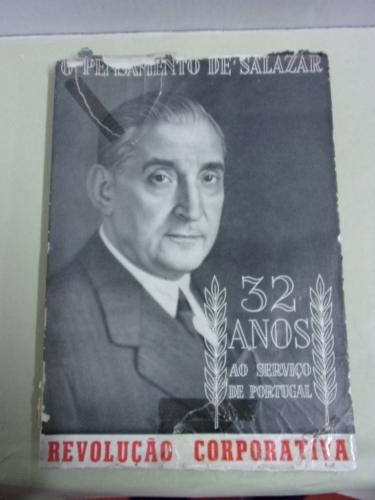 O PENSAMENTO DE SALAZAR
32
ANOS
AO SERVIÇO
DE PORTUGAL
REVOLUÇÃO CORPORATIVA